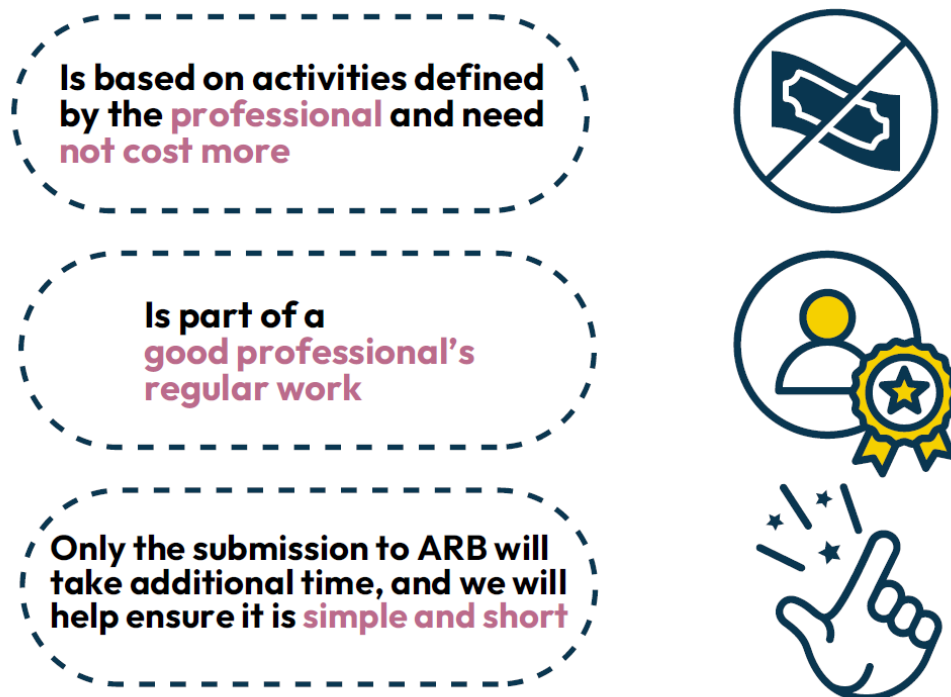 Is based on activities defined
by the professional and need
not cost more
Is part of a
good professional's
regular work
Only the submission to ARB will
take additional time, and we will
help ensure it is simple and short